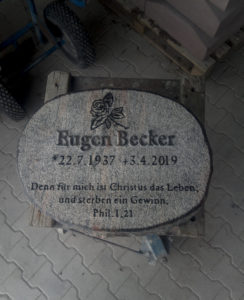 Eugen Becker
*22.7.1937 +3.4.2019
Denn für mich ist Christus das Leben,
und sterben ein Gewinn.
Phil.1,21